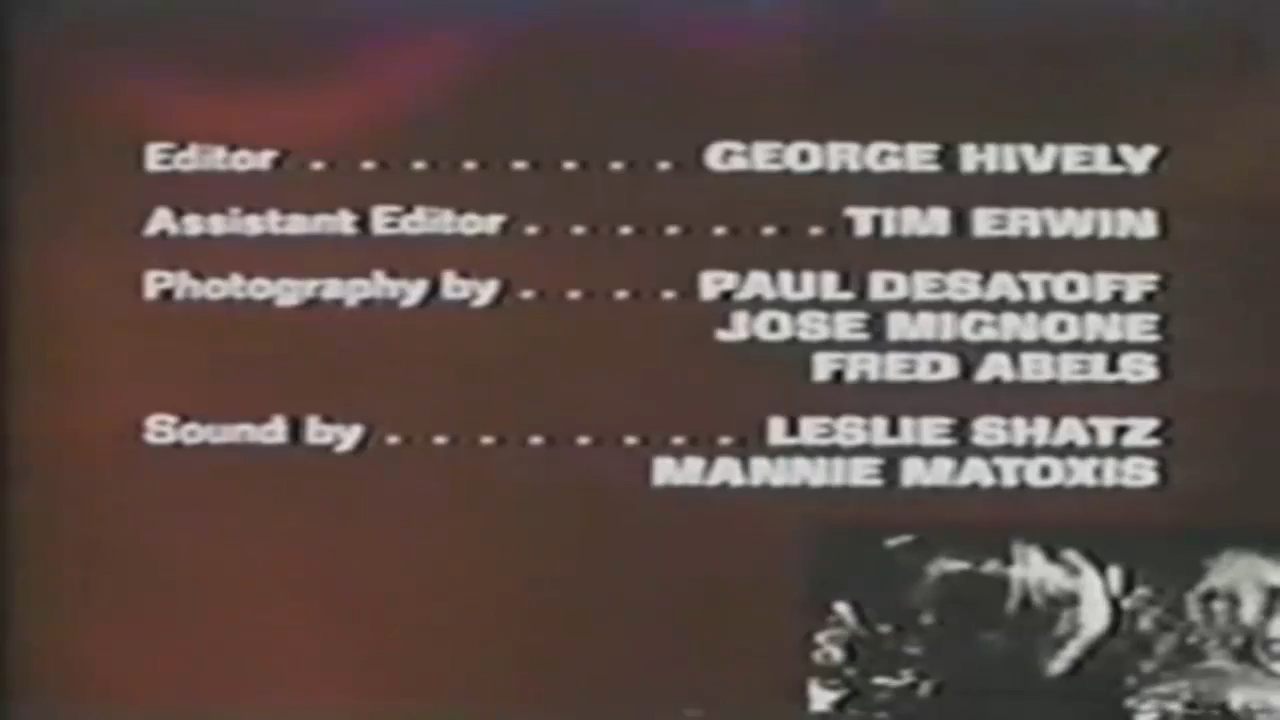 Editor . . . . . . . . GEORGE HIVELY
Assistant Editor . . . . . . . TIM ERWIN
Photography by . . . . PAUL DESATOFF
JOSE MIGNONE
FRED ABELS
Sound by . . . . . . . . LESLIE SHATZ
MANNIE MATOXIS